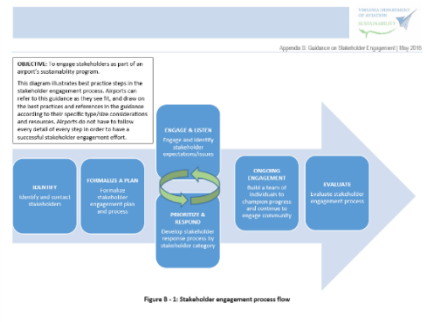 VIRGINIA DEPARTMENT
OF AVIATION
SUSTAINABILITY
Appendix B. Guidance on Stakeholder Engagement | May 2016
OBJECTIVE: To engage stakeholders as part of an
airport's sustainability program.
This diagram illustrates best practice steps in the
stakeholder engagement process. Airports can
refer to this guidance as they see fit, and draw on
the best practices and references in the guidance
according to their specific type/size considerations
and resources. Airports do not have to follow
every detail of every step in order to have a
successful stakeholder engagement effort.
IDENTIFY
Identify and contact
stakeholders
FORMALIZE A PLAN
Formalize
stakeholder
engagement plan
and process
ENGAGE & LISTEN
Engage and identify
stakeholder
expectations/issues
PRIORITIZE &
RESPOND
Develop stakeholder
response process by
stakeholder category
ONGOING
ENGAGEMENT
Build a team of
individuals to
champion progress
and continue to
engage community
EVALUATE
Evaluate stakeholder
engagement process
Figure B - 1: Stakeholder engagement process flow